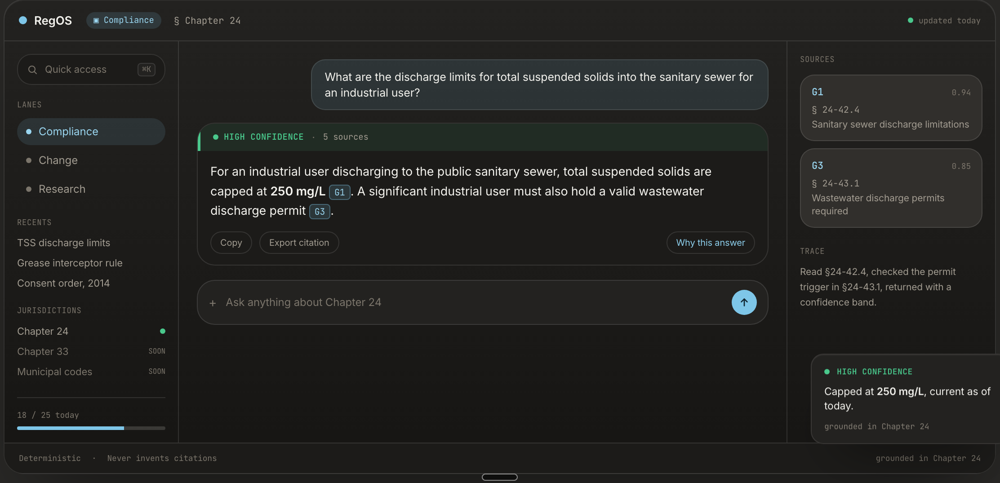 RegOS
▣ Compliance
§ Chapter 24
updated today
Quick access
⌘K
LANES
Compliance
Change
Research
RECENTS
TSS discharge limits
Grease interceptor rule
Consent order, 2014
JURISDICTIONS
Chapter 24
Chapter 33 SOON
Municipal codes SOON
18 / 25 today
What are the discharge limits for total suspended solids into the sanitary sewer for
an industrial user?
HIGH CONFIDENCE · 5 sources
For an industrial user discharging to the public sanitary sewer, total suspended solids are
capped at 250 mg/L G1. A significant industrial user must also hold a valid wastewater
discharge permit G3.
Copy
Export citation
Why this answer
+ Ask anything about Chapter 24
SOURCES
G1 0.94
§ 24-42.4
Sanitary sewer discharge limitations
G3 0.85
§ 24-43.1
Wastewater discharge permits
required
TRACE
Read §24-42.4, checked the permit
trigger in §24-43.1, returned with a
confidence band.
HIGH CONFIDENCE
Capped at 250 mg/L, current as of
today.
grounded in Chapter 24
Deterministic · Never invents citations
grounded in Chapter 24